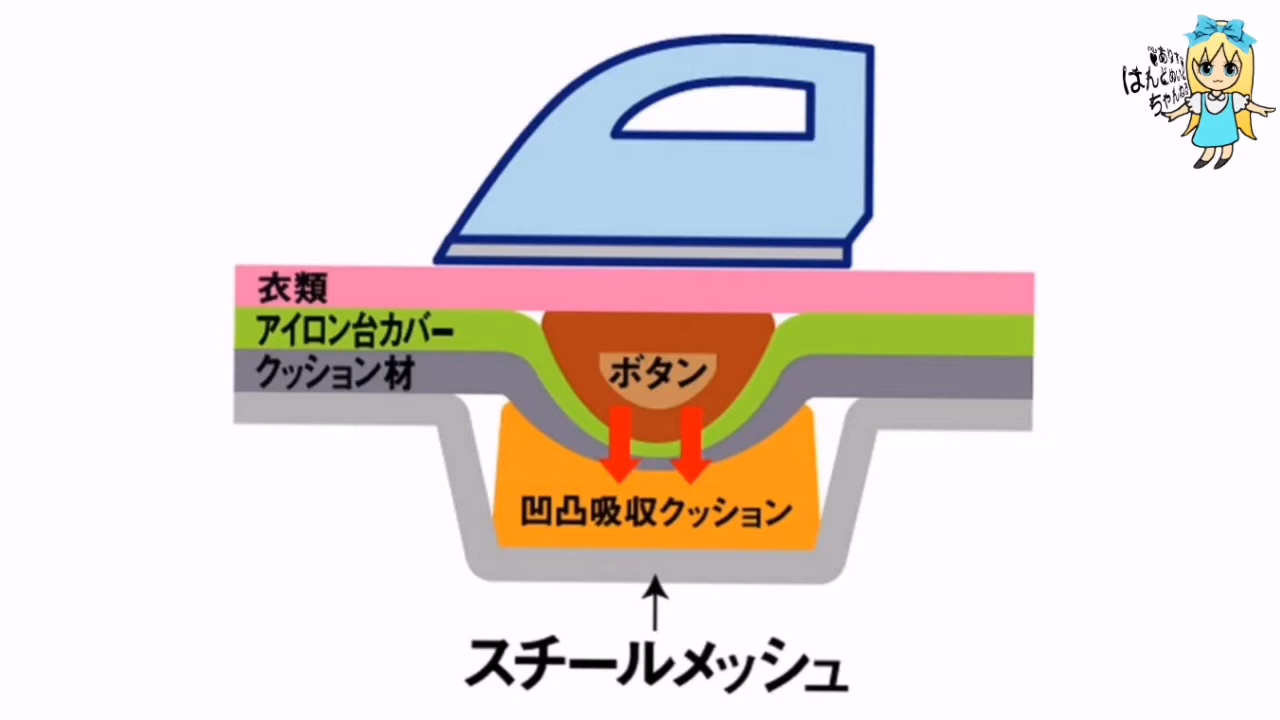 はんどめいど
ちゃんねる
衣類
アイロン台カバー
クッション材
ボタン
凹凸吸収クッション
スチールメッシュ